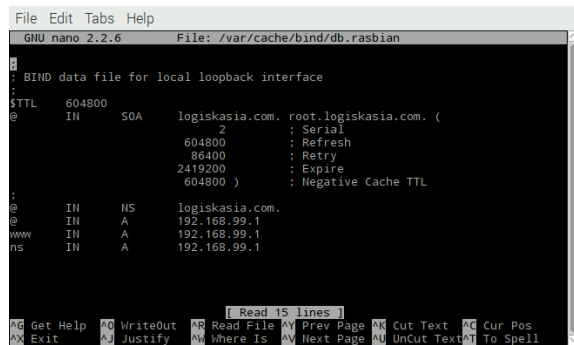 File Edit Tabs Help
GNU nano 2.2.6 File: /var/cache/bind/db.rasbian
;
; BIND data file for local loopback interface
;
$TTL 604800
@ IN SOA logiskasia.com. root.logiskasia.com. (
2 ; Serial
604800 ; Refresh
86400 ; Retry
2419200 ; Expire
604800 ) ; Negative Cache TTL
;
@ IN NS logiskasia.com.
@ IN A 192.168.99.1
www IN A 192.168.99.1
ns IN A 192.168.99.1
[ Read 15 lines ]
^G Get Help ^O WriteOut ^R Read File ^Y Prev Page ^K Cut Text ^C Cur Pos
^X Exit ^J Justify ^W Where Is ^V Next Page ^U UnCut Text ^T To Spell